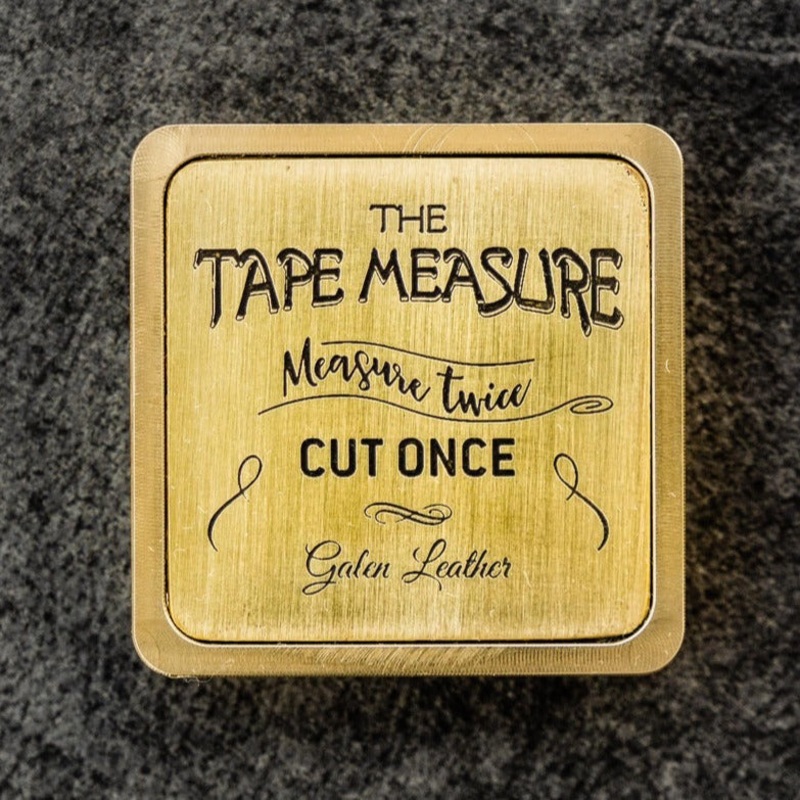 THE
TAPE MEASURE
Measure twice
CUT ONCE
Galen Leather